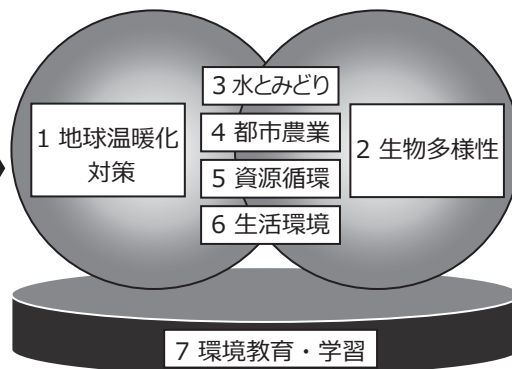 1 地球温暖化
対策
3 水とみどり
4 都市農業
5 資源循環
6 生活環境
2 生物多様性
7 環境教育・学習